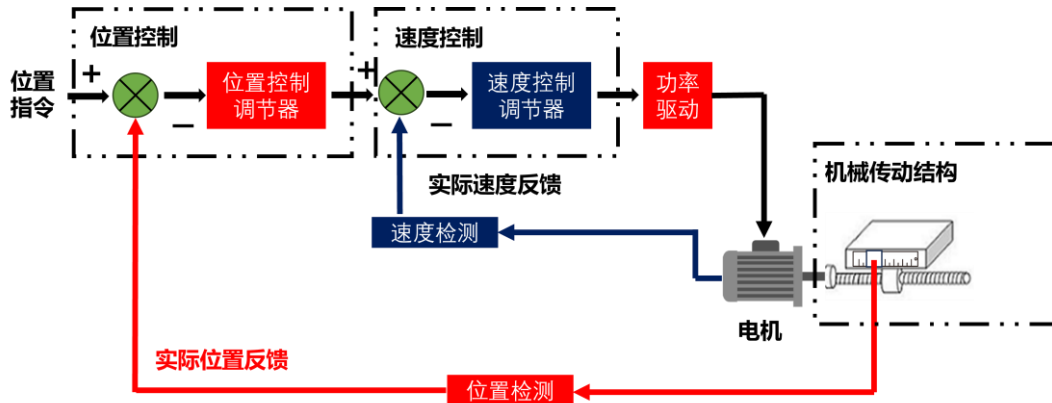 位置控制
速度控制
位置
指令
+
位置控制
调节器
+
速度控制
调节器
功率
驱动
—
—
实际速度反馈
机械传动结构
速度检测
电机
实际位置反馈
位置检测